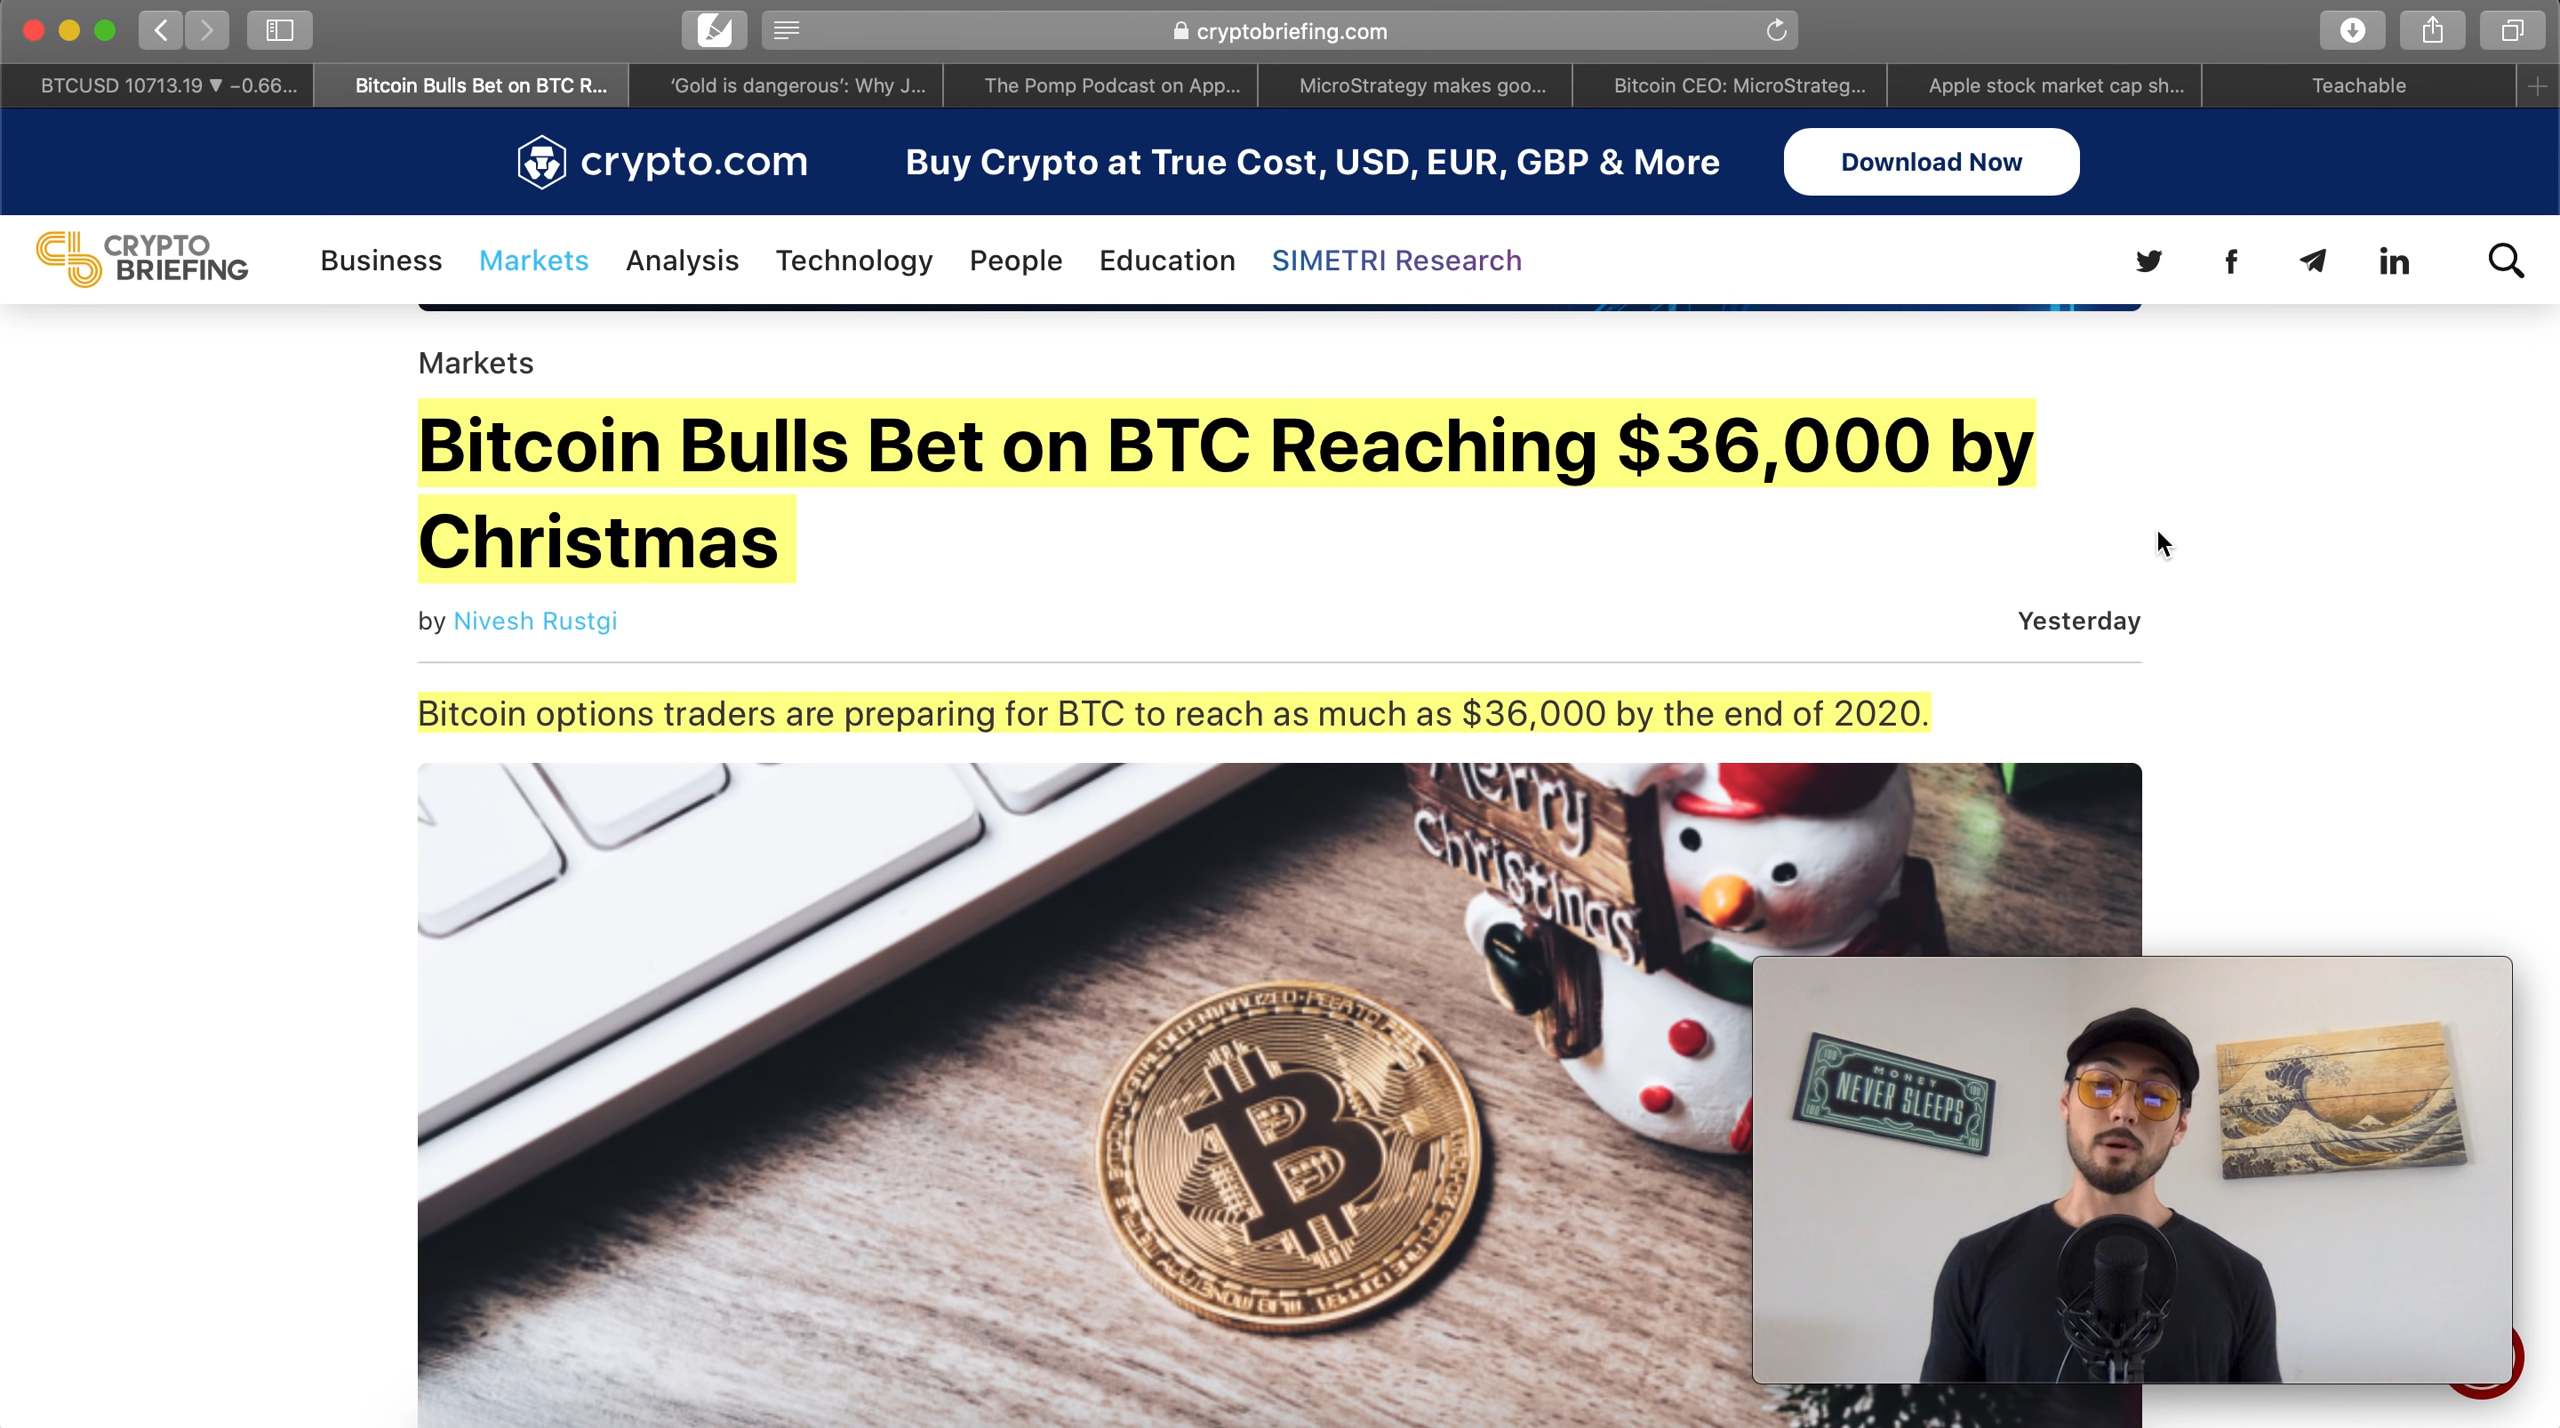 cryptobriefing.com
BTCUSD 10713.19 ▼ −0.66...
Bitcoin Bulls Bet on BTC R...
‘Gold is dangerous’: Why J...
The Pomp Podcast on App...
MicroStrategy makes goo...
Bitcoin CEO: MicroStrateg...
Apple stock market cap sh...
Teachable
crypto.com
Buy Crypto at True Cost, USD, EUR, GBP & More
Download Now
CRYPTO
BRIEFING
Business
Markets
Analysis
Technology
People
Education
SIMETRI Research
Markets
Bitcoin Bulls Bet on BTC Reaching $36,000 by
Christmas
by Nivesh Rustgi
Yesterday
Bitcoin options traders are preparing for BTC to reach as much as $36,000 by the end of 2020.
Merry
Christmas
MONEY
NEVER SLEEPS